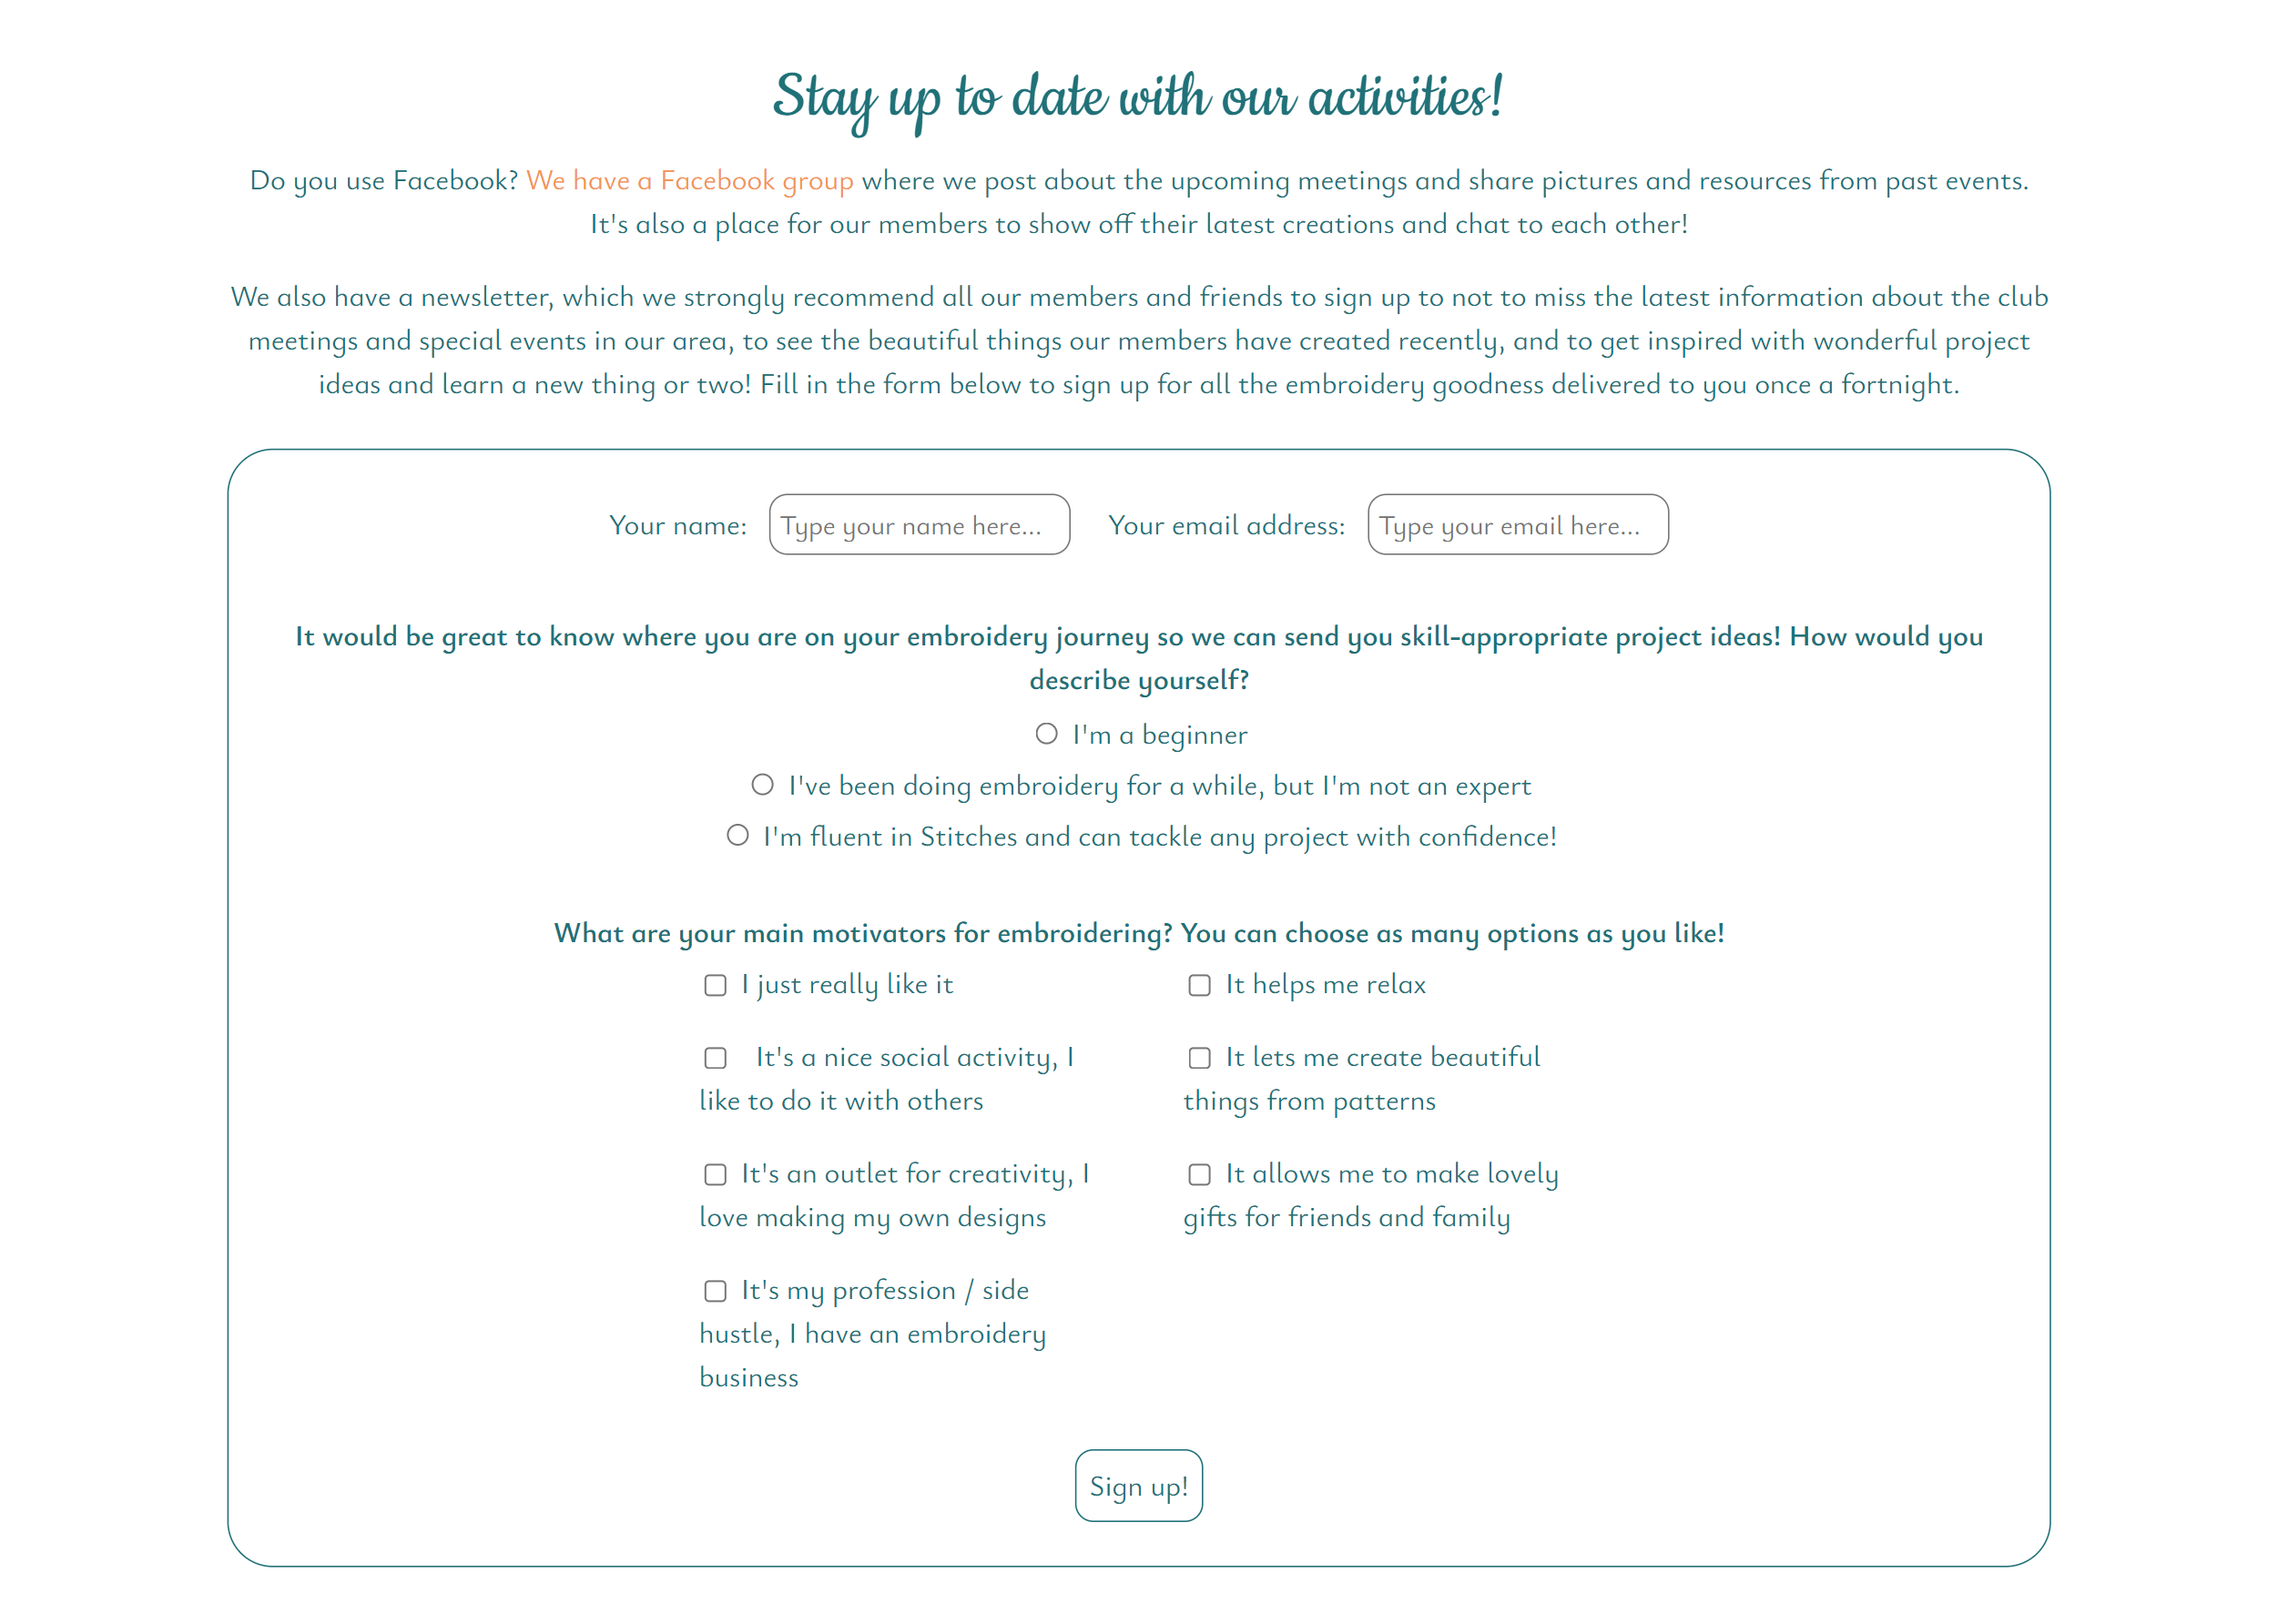 Stay up to date with our activities!
Do you use Facebook? We have a Facebook group where we post about the upcoming meetings and share pictures and resources from past events.
It's also a place for our members to show off their latest creations and chat to each other!
We also have a newsletter, which we strongly recommend all our members and friends to sign up to not to miss the latest information about the club
meetings and special events in our area, to see the beautiful things our members have created recently, and to get inspired with wonderful project
ideas and learn a new thing or two! Fill in the form below to sign up for all the embroidery goodness delivered to you once a fortnight.
Your name: Type your name here... Your email address: Type your email here...
It would be great to know where you are on your embroidery journey so we can send you skill-appropriate project ideas! How would you
describe yourself?
I'm a beginner
I've been doing embroidery for a while, but I'm not an expert
I'm fluent in Stitches and can tackle any project with confidence!
What are your main motivators for embroidering? You can choose as many options as you like!
I just really like it
It helps me relax
It's a nice social activity, I
like to do it with others
It lets me create beautiful
things from patterns
It's an outlet for creativity, I
love making my own designs
It allows me to make lovely
gifts for friends and family
It's my profession / side
hustle, I have an embroidery
business
Sign up!